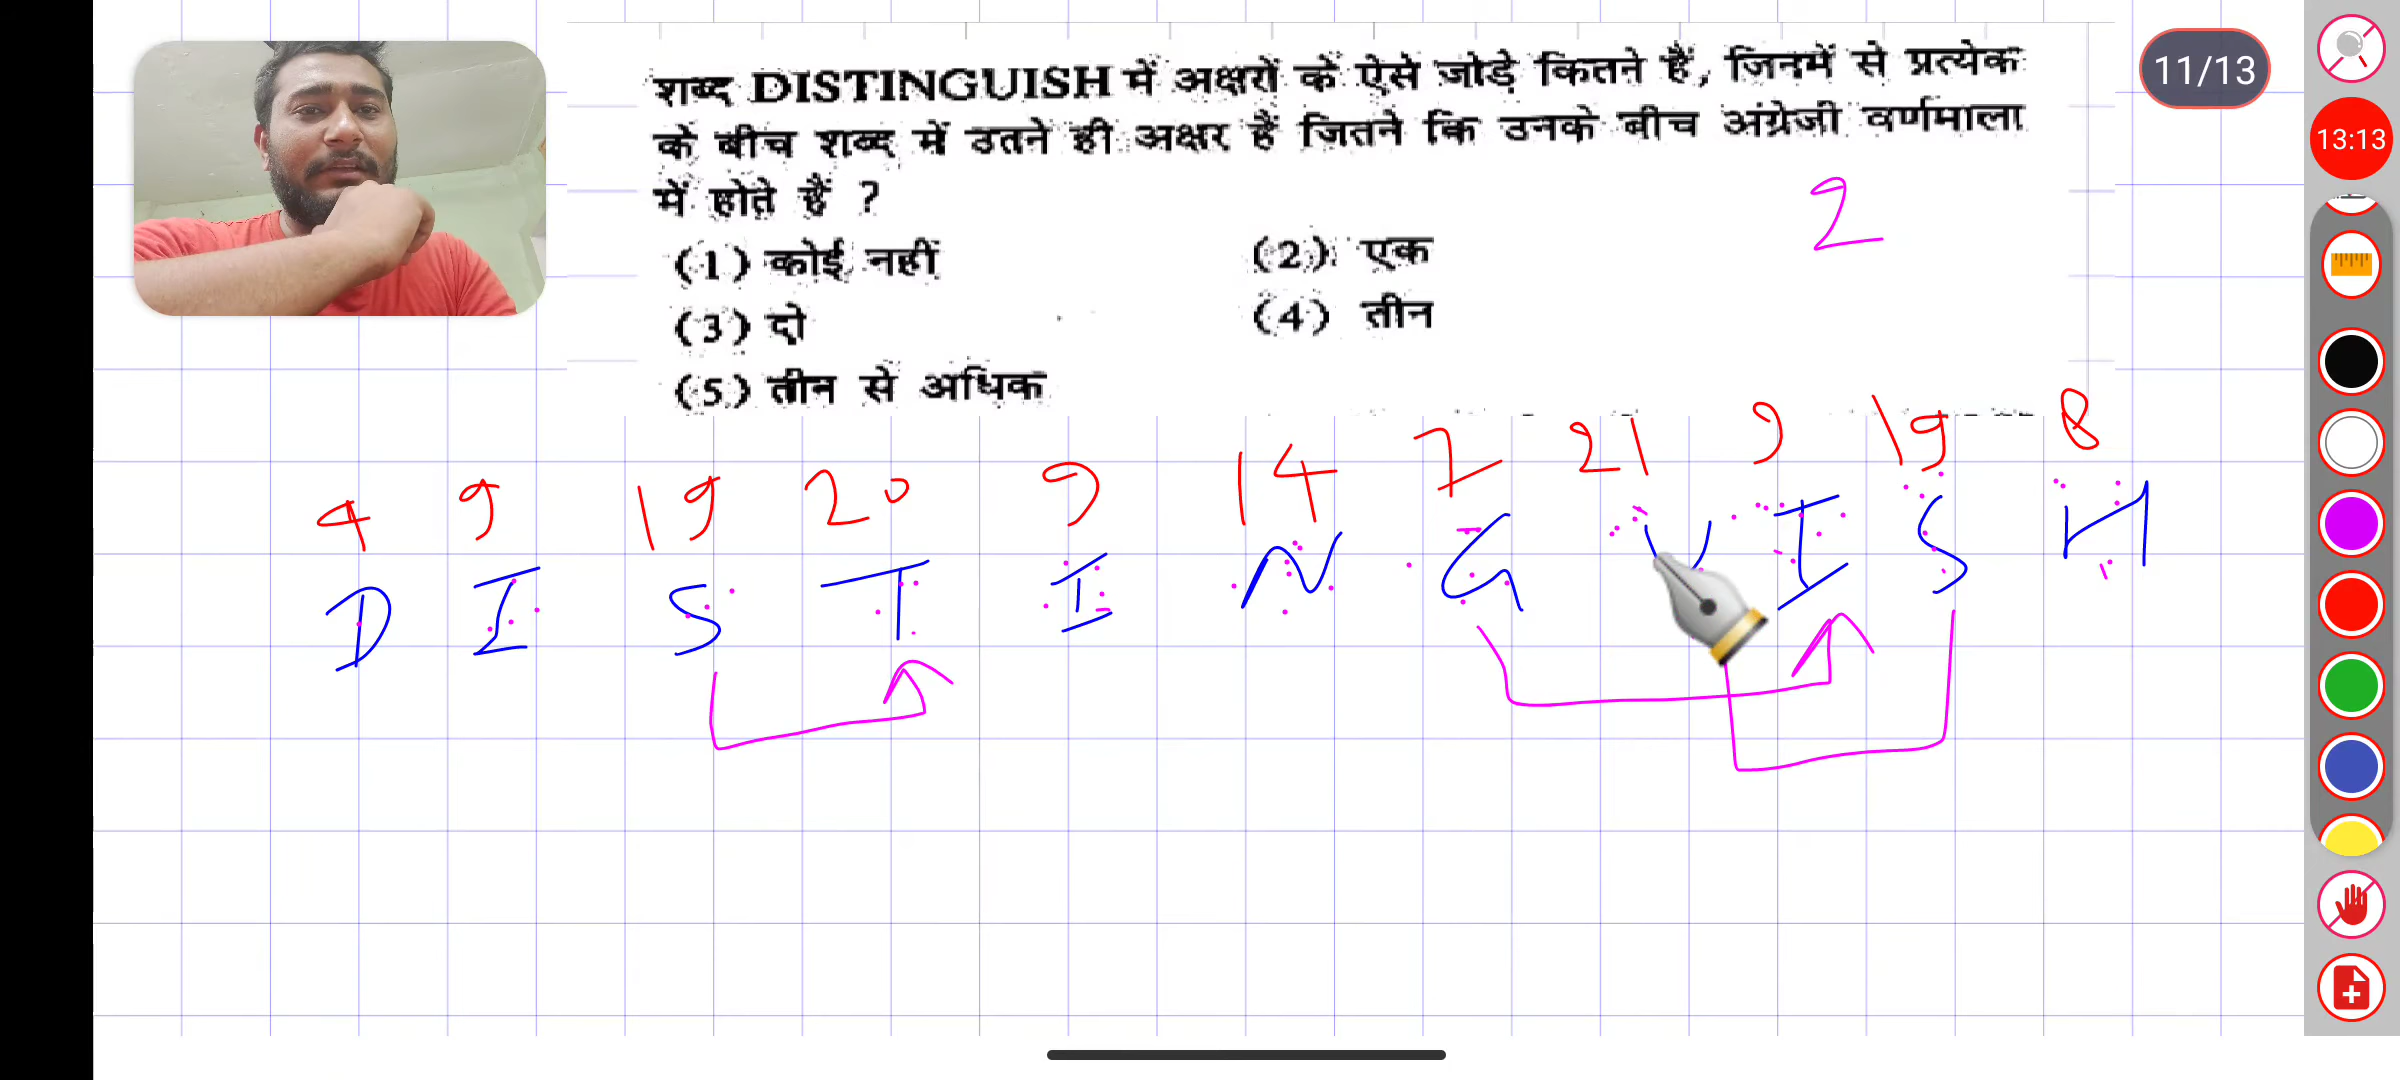 शब्द DISTINGUISH में अक्षरों के ऐसे जोड़े कितने हैं, जिनमें से प्रत्येक
के बीच शब्द में उतने ही अक्षर हैं जितने कि उनके बीच अंग्रेजी वर्णमाला
में होते हैं ?
(1) कोई नहीं
(2) एक
(3) दो
(4) तीन
(5) तीन से अधिक
2
11/13
13:13
4 9 19 20 9 14 7 21 9 19 8
D I S T I N G U I S H